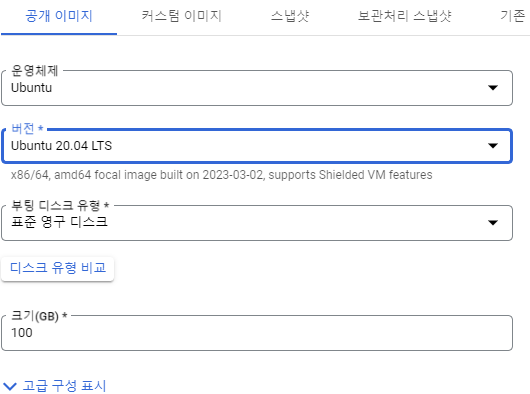 공개 이미지 커스텀 이미지 스냅샷 보관처리 스냅샷 기존
운영체제
Ubuntu
버전 *
Ubuntu 20.04 LTS
x86/64, amd64 focal image built on 2023-03-02, supports Shielded VM features
부팅 디스크 유형 *
표준 영구 디스크
디스크 유형 비교
크기(GB) *
100
고급 구성 표시